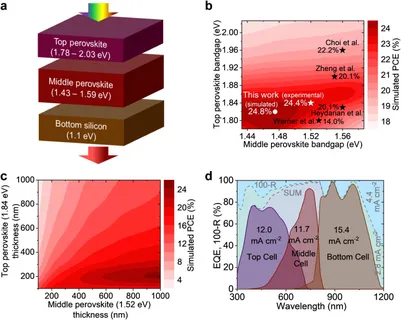 a
Top perovskite
(1.78 – 2.03 eV)
Middle perovskite
(1.43 – 1.59 eV)
Bottom silicon
(1.1 eV)
b
Top perovskite bandgap (eV)
2.00
1.96
1.92
1.88
1.84
1.80
Choi et al.
22.2%★
Zheng et al.
★20.1%
This work (experimental)
(simulated) 24.4%★
24.8%●
20.1%★
Heydarian et al.
Werner et al.★14.0%
1.44 1.48 1.52 1.56
Middle perovskite bandgap (eV)
24
23
22
21
20
19
18
Simulated PCE (%)
c
Top perovskite (1.84 eV)
thickness (nm)
1000
800
600
400
200
200 400 600 800 1000
Middle perovskite (1.52 eV)
thickness (nm)
24
20
16
12
8
4
Simulated PCE (%)
d
EQE, 100-R (%)
100
80
60
40
20
0
100-R
SUM
4.4
mA cm-2
12.0
mA cm-2
Top Cell
11.7
mA cm-2
Middle
Cell
15.4
mA cm-2
Bottom Cell
mA cm-2
300 600 900 1200
Wavelength (nm)